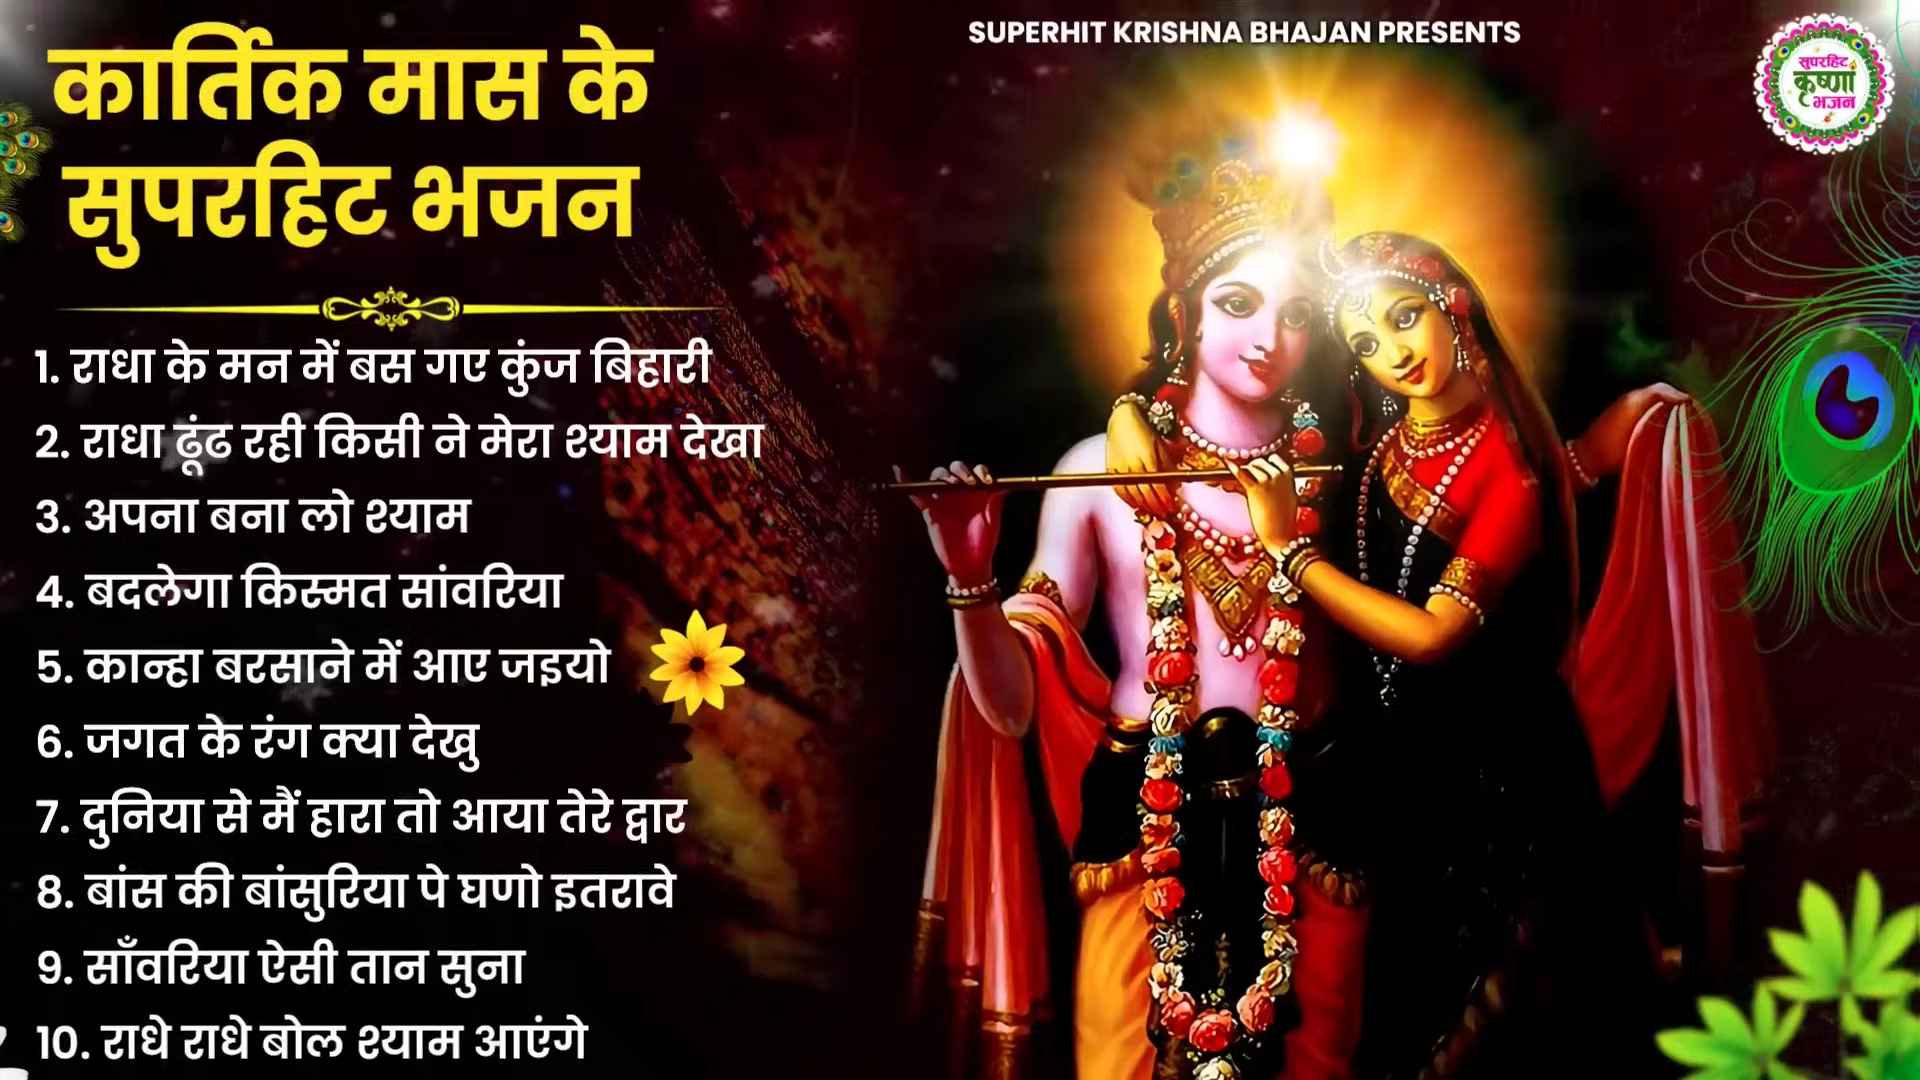 SUPERHIT KRISHNA BHAJAN PRESENTS
सुपरहिट
कृष्णा
भजन
कार्तिक मास के
सुपरहिट भजन
1. राधा के मन में बस गए कुंज बिहारी
2. राधा ढूंढ रही किसी ने मेरा श्याम देखा
3. अपना बना लो श्याम
4. बदलेगा किस्मत सांवरिया
5. कान्हा बरसाने में आए जइयो
6. जगत के रंग क्या देखु
7. दुनिया से मैं हारा तो आया तेरे द्वार
8. बांस की बांसुरिया पे घणो इतरावे
9. साँवरिया ऐसी तान सुना
10. राधे राधे बोल श्याम आएंगे